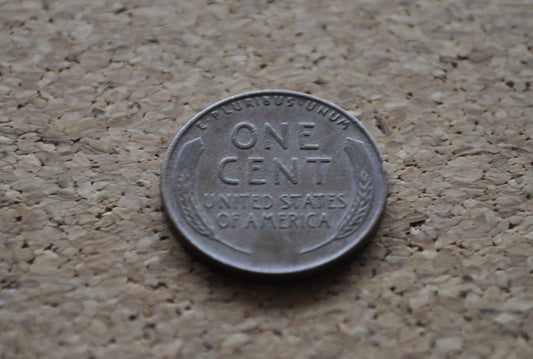 E·PLURIBUS·UNUM
ONE
CENT
UNITED STATES
OF AMERICA